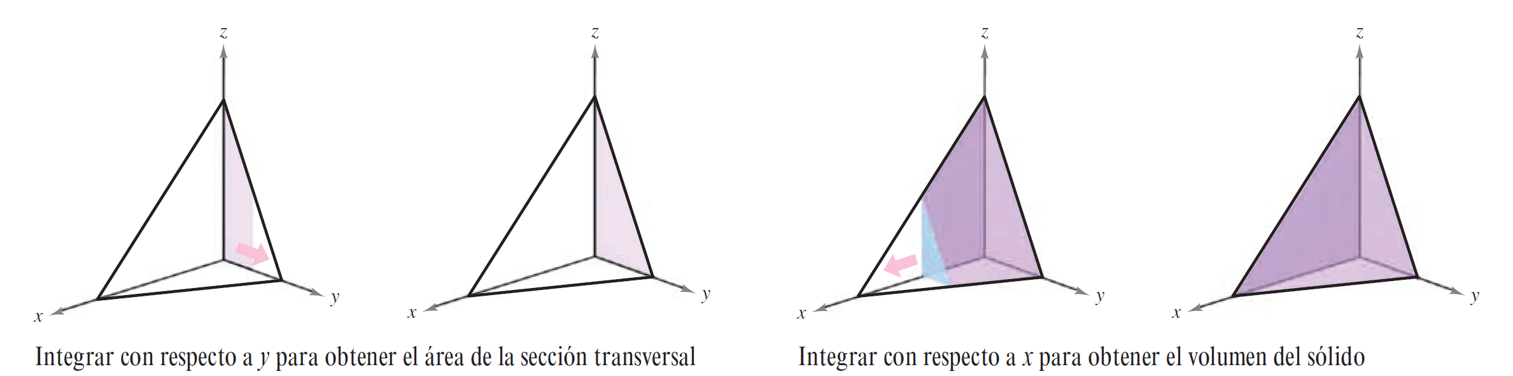 z
z
z
z
y
y
y
y
x
x
x
x
Integrar con respecto a y para obtener el área de la sección transversal
Integrar con respecto a x para obtener el volumen del sólido